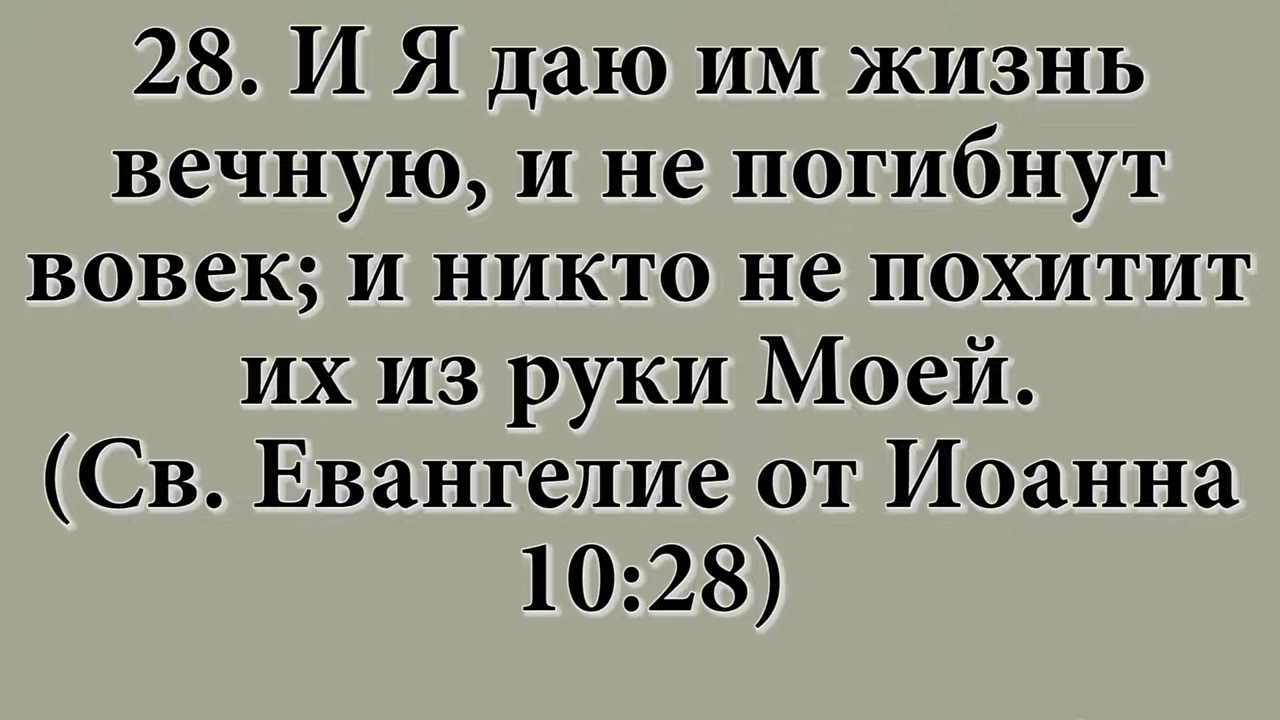 28. И Я даю им жизнь
вечную, и не погибнут
вовек; и никто не похитит
их из руки Моей.
(Св. Евангелие от Иоанна
10:28)